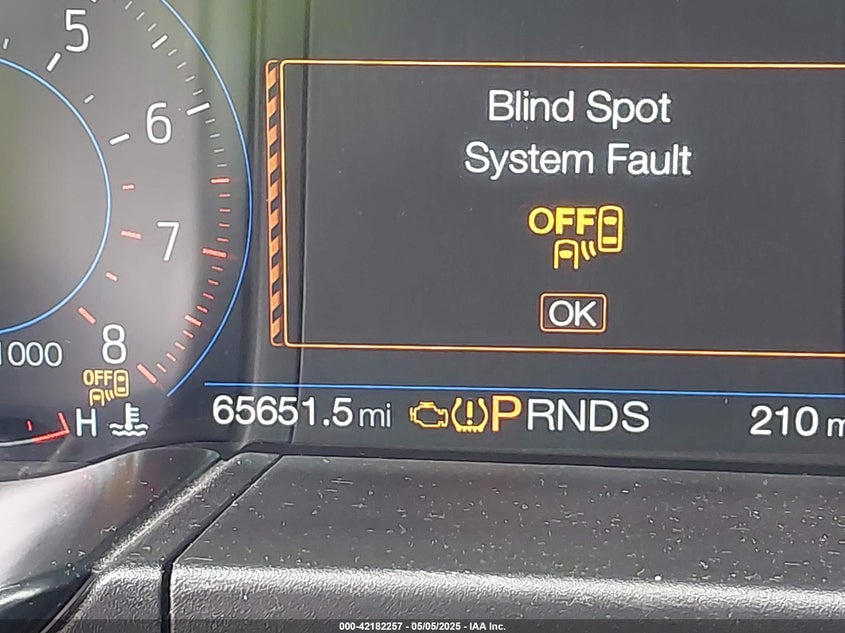 5
6
7
8
1000
OFF
H
Blind Spot
System Fault
OFF
OK
65651.5 mi
PRNDS
210 m
000-42182257 - 05/05/2025 - IAA Inc.